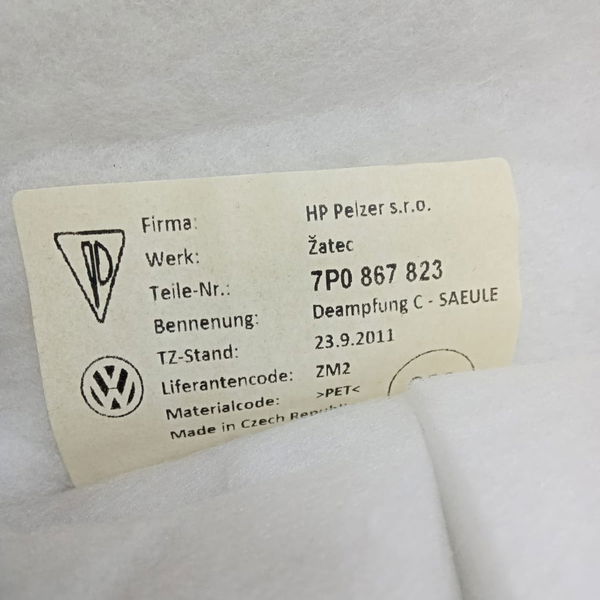 Firma: HP Pelzer s.r.o.
Werk: Žatec
Teile-Nr.: 7P0 867 823
Bennenung: Deampfung C - SAEULE
TZ-Stand: 23.9.2011
Liferantencode: ZM2
Materialcode: >PET<
Made in Czech